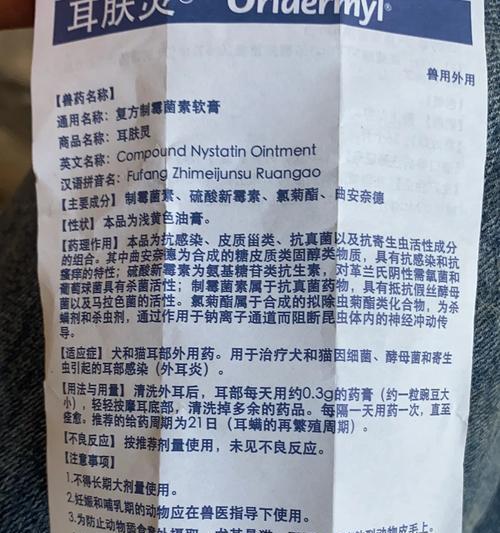 耳肤灵® Oridermyl®
兽用外用
【兽药名称】
通用名称：复方制霉菌素软膏
商品名称：耳肤灵
英文名称：Compound Nystatin Ointment
汉语拼音名：Fufang Zhimeijunsu Ruangao
【主要成分】制霉菌素、硫酸新霉素、氯菊酯、曲安奈德
【性状】本品为浅黄色油膏。
【药理作用】本品为抗感染、皮质甾类、抗真菌以及抗寄生虫活性成分
的组合。其中曲安奈德为合成的糖皮质类固醇类物质，具有抗感染和抗
瘙痒的特性；硫酸新霉素为氨基糖苷类抗生素，对革兰氏阴性需氧菌和
葡萄球菌具有杀菌活性；制霉菌素属于抗真菌药物，具有抵抗假丝酵母
菌以及马拉色菌的活性。氯菊酯属于合成的拟除虫菊酯类化合物，为杀
螨剂和杀虫剂，通过作用于钠离子通道而阻断昆虫体内的神经冲动传
导。
【适应症】犬和猫耳部外用药。用于治疗犬和猫因细菌、酵母菌和寄生
虫引起的耳部感染（外耳炎）。
【用法与用量】清洗外耳后，耳部每天用约0.3g的药膏（约一粒豌豆大
小），轻轻按摩耳底部，清洗掉多余的药品。每隔一天用药一次，直至
痊愈。推荐的给药周期为21日（耳螨的再繁殖周期）。
【不良反应】按推荐剂量使用，未见不良反应。
【注意事项】
1.不得长期大剂量使用。
2.妊娠和哺乳期的动物应在兽医指导下使用。
3.为防止动物舔食 动物皮毛上。